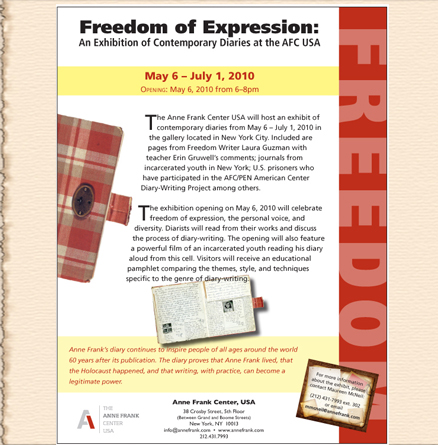 Freedom of Expression:
An Exhibition of Contemporary Diaries at the AFC USA
May 6 – July 1, 2010
OPENING: May 6, 2010 from 6–8pm
The Anne Frank Center USA will host an exhibit of
contemporary diaries from May 6 – July 1, 2010 in
the gallery located in New York City. Included are
pages from Freedom Writer Laura Guzman with
teacher Erin Gruwell's comments; journals from
incarcerated youth in New York; U.S. prisoners who
have participated in the AFC/PEN American Center
Diary-Writing Project among others.
The exhibition opening on May 6, 2010 will celebrate
freedom of expression, the personal voice, and
diversity. Diarists will read from their works and discuss
the process of diary-writing. The opening will also feature
a powerful film of an incarcerated youth reading his diary
aloud from this cell. Visitors will receive an educational
pamphlet comparing the themes, style, and techniques
specific to the genre of diary-writing.
Anne Frank's diary continues to inspire people of all ages around the world
60 years after its publication. The diary proves that Anne Frank lived, that
the Holocaust happened, and that writing, with practice, can become a
legitimate power.
For more information
about the exhibit, please
contact Maureen McNeil:
(212) 431-7993 ext. 302
or email
mmcneil@annefrank.com
THE
ANNE FRANK
CENTER
USA
Anne Frank Center, USA
38 Crosby Street, 5th Floor
(Between Grand and Broome Streets)
New York, NY 10013
info@annefrank.com • www.annefrank.com
212.431.7993
FREEDOM